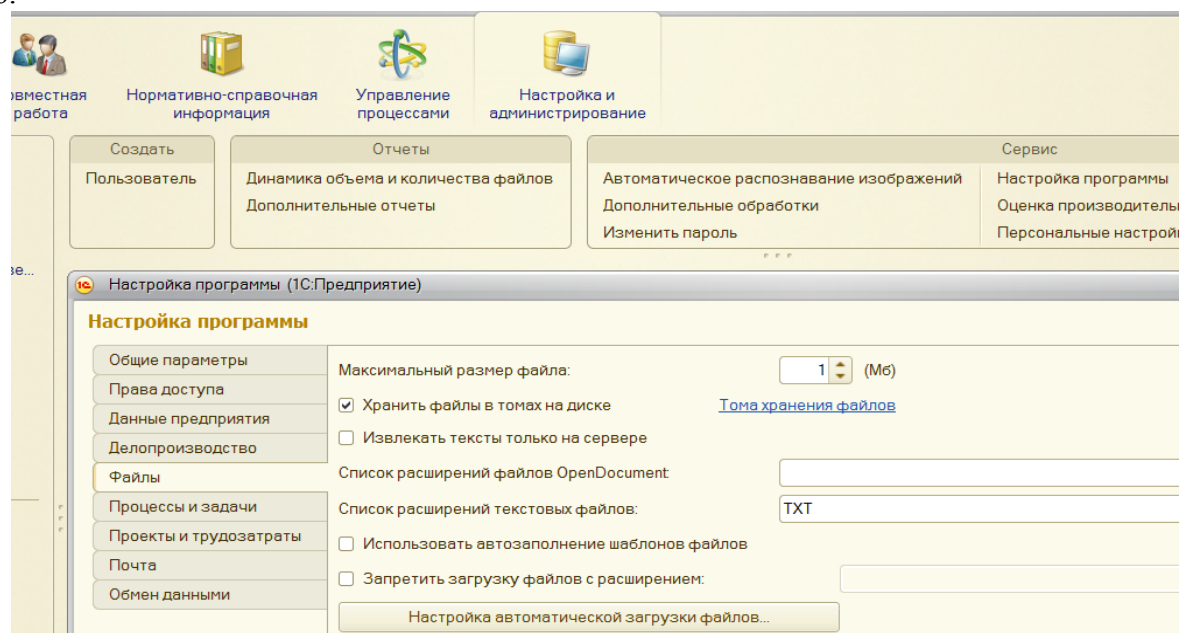 Нормативно-справочная Управление Настройка и
работа информация процессами администрирование
Создать Отчеты Сервис
Пользователь Динамика объема и количества файлов Автоматическое распознавание изображений Настройка программы
Дополнительные отчеты Дополнительные обработки Оценка
Изменить пароль Персональные
Настройка программы (1С:Предприятие)
Настройка программы
Общие параметры
Права доступа
Данные предприятия
Делопроизводство
Файлы
Процессы и задачи
Проекты и трудозатраты
Почта
Обмен данными
Максимальный размер файла: 1 (Мб)
Хранить файлы в томах на диске Тома хранения файлов
Извлекать тексты только на сервере
Список расширений файлов OpenDocument:
Список расширений текстовых файлов: TXT
Использовать автозаполнение шаблонов файлов
Запретить загрузку файлов с расширением:
Настройка автоматической загрузки файлов...